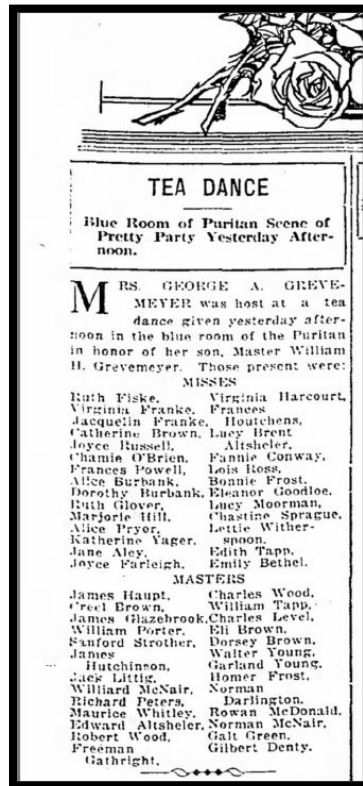 TEA DANCE
Blue Room of Puritan Scene of
Pretty Party Yesterday After-
noon.
MRS. GEORGE A. GREVE-
MEYER was host at a tea
dance given yesterday after-
noon in the blue room of the Puritan
in honor of her son, Master William
H. Grevemeyer. Those present were:
MISSES
Ruth Fiske,
Virginia Franke,
Jacquelin Franke,
Catherine Brown,
Joyce Russell,
Chamie O'Brien,
Frances Powell,
Alice Burbank,
Dorothy Burbank,
Ruth Glover,
Marjorie Hill,
Alice Pryor,
Katherine Yager,
Jane Aley,
Joyce Farleigh,
Virginia Harcourt,
Frances
Houtchens,
Lucy Brent
Altsheler,
Fannie Conway,
Lois Ross,
Bonnie Frost,
Eleanor Goodloe,
Lucy Moorman,
Chastine Sprague,
Lettie Wither-
spoon,
Edith Tapp,
Emily Bethel.
MASTERS
James Haupt,
Creel Brown,
James Glazebrook,
William Porter,
Sanford Strother,
James
Hutchinson,
Jack Littig,
Williard McNair,
Richard Peters,
Maurice Whitley,
Edward Altsheler,
Robert Wood,
Freeman
Gathright,
Charles Wood,
William Tapp,
Charles Level,
Eli Brown,
Dorsey Brown,
Walter Young,
Garland Young,
Homer Frost,
Norman
Darlington,
Rowan McDonald,
Norman McNair,
Galt Green,
Gilbert Denty.